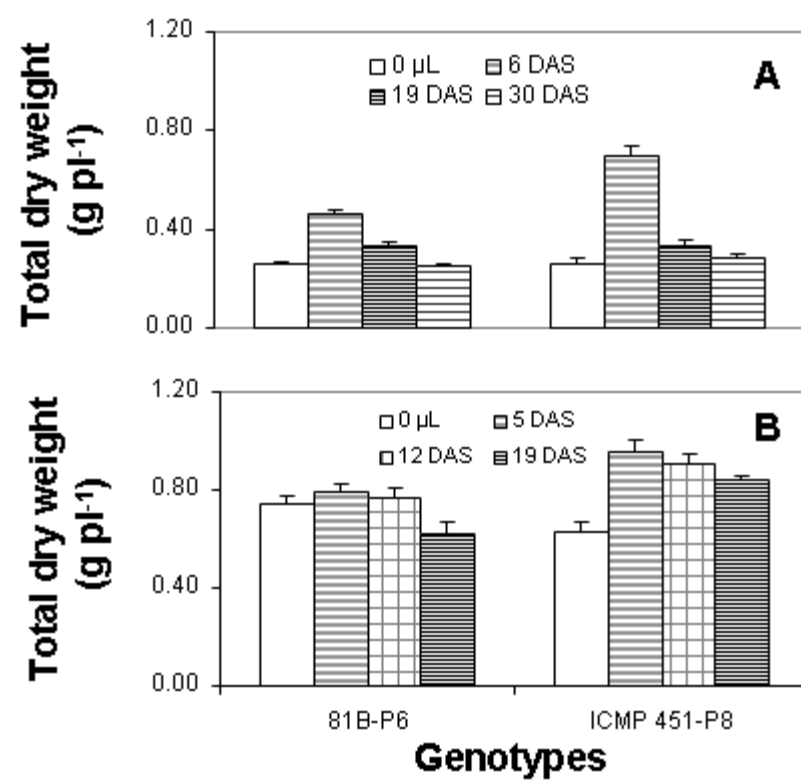 1.20
0 µL 6 DAS
A
19 DAS 30 DAS
0.80
0.40
0.00
Total dry weight
(g pl-1)
1.20
0 µL 5 DAS
B
12 DAS 19 DAS
0.80
0.40
0.00
Total dry weight
(g pl-1)
81B-P6 ICMP 451-P8
Genotypes